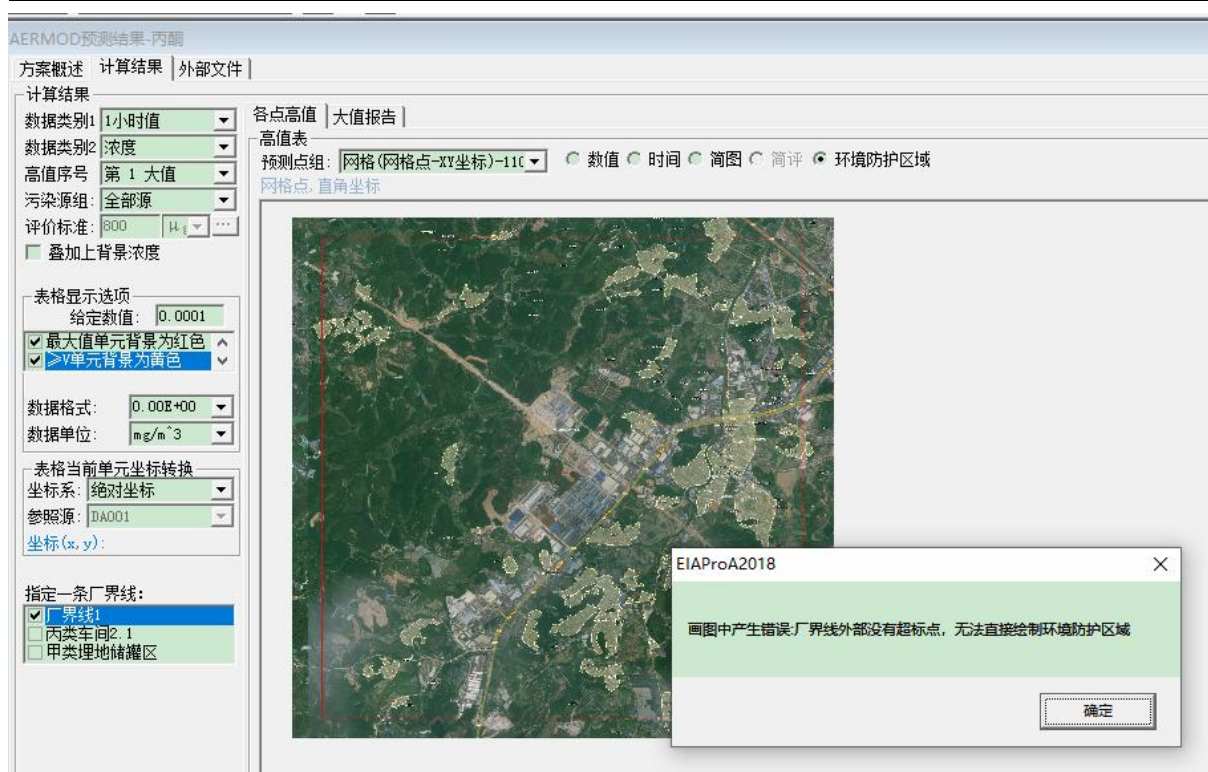 AERMOD预测结果-丙酮
方案概述 计算结果 外部文件
计算结果
数据类别1 1小时值
数据类别2 浓度
高值序号 第 1 大值
污染源组: 全部源
评价标准: 800
叠加上背景浓度
表格显示选项
给定数值: 0.0001
最大值单元背景为红色
≥V单元背景为黄色
数据格式: 0.00E+00
数据单位: mg/m^3
表格当前单元坐标转换
坐标系: 绝对坐标
参照源: DA001
坐标(x,y):
指定一条厂界线:
厂界线1
丙类车间2.1
甲类埋地储罐区
各点高值 大值报告
高值表
预测点组: 网格(网格点-XY坐标)-110 数值 时间 简图 简评 环境防护区域
网格点,直角坐标
EIAProA2018
画图中产生错误:厂界线外部没有超标点，无法直接绘制环境防护区域
确定